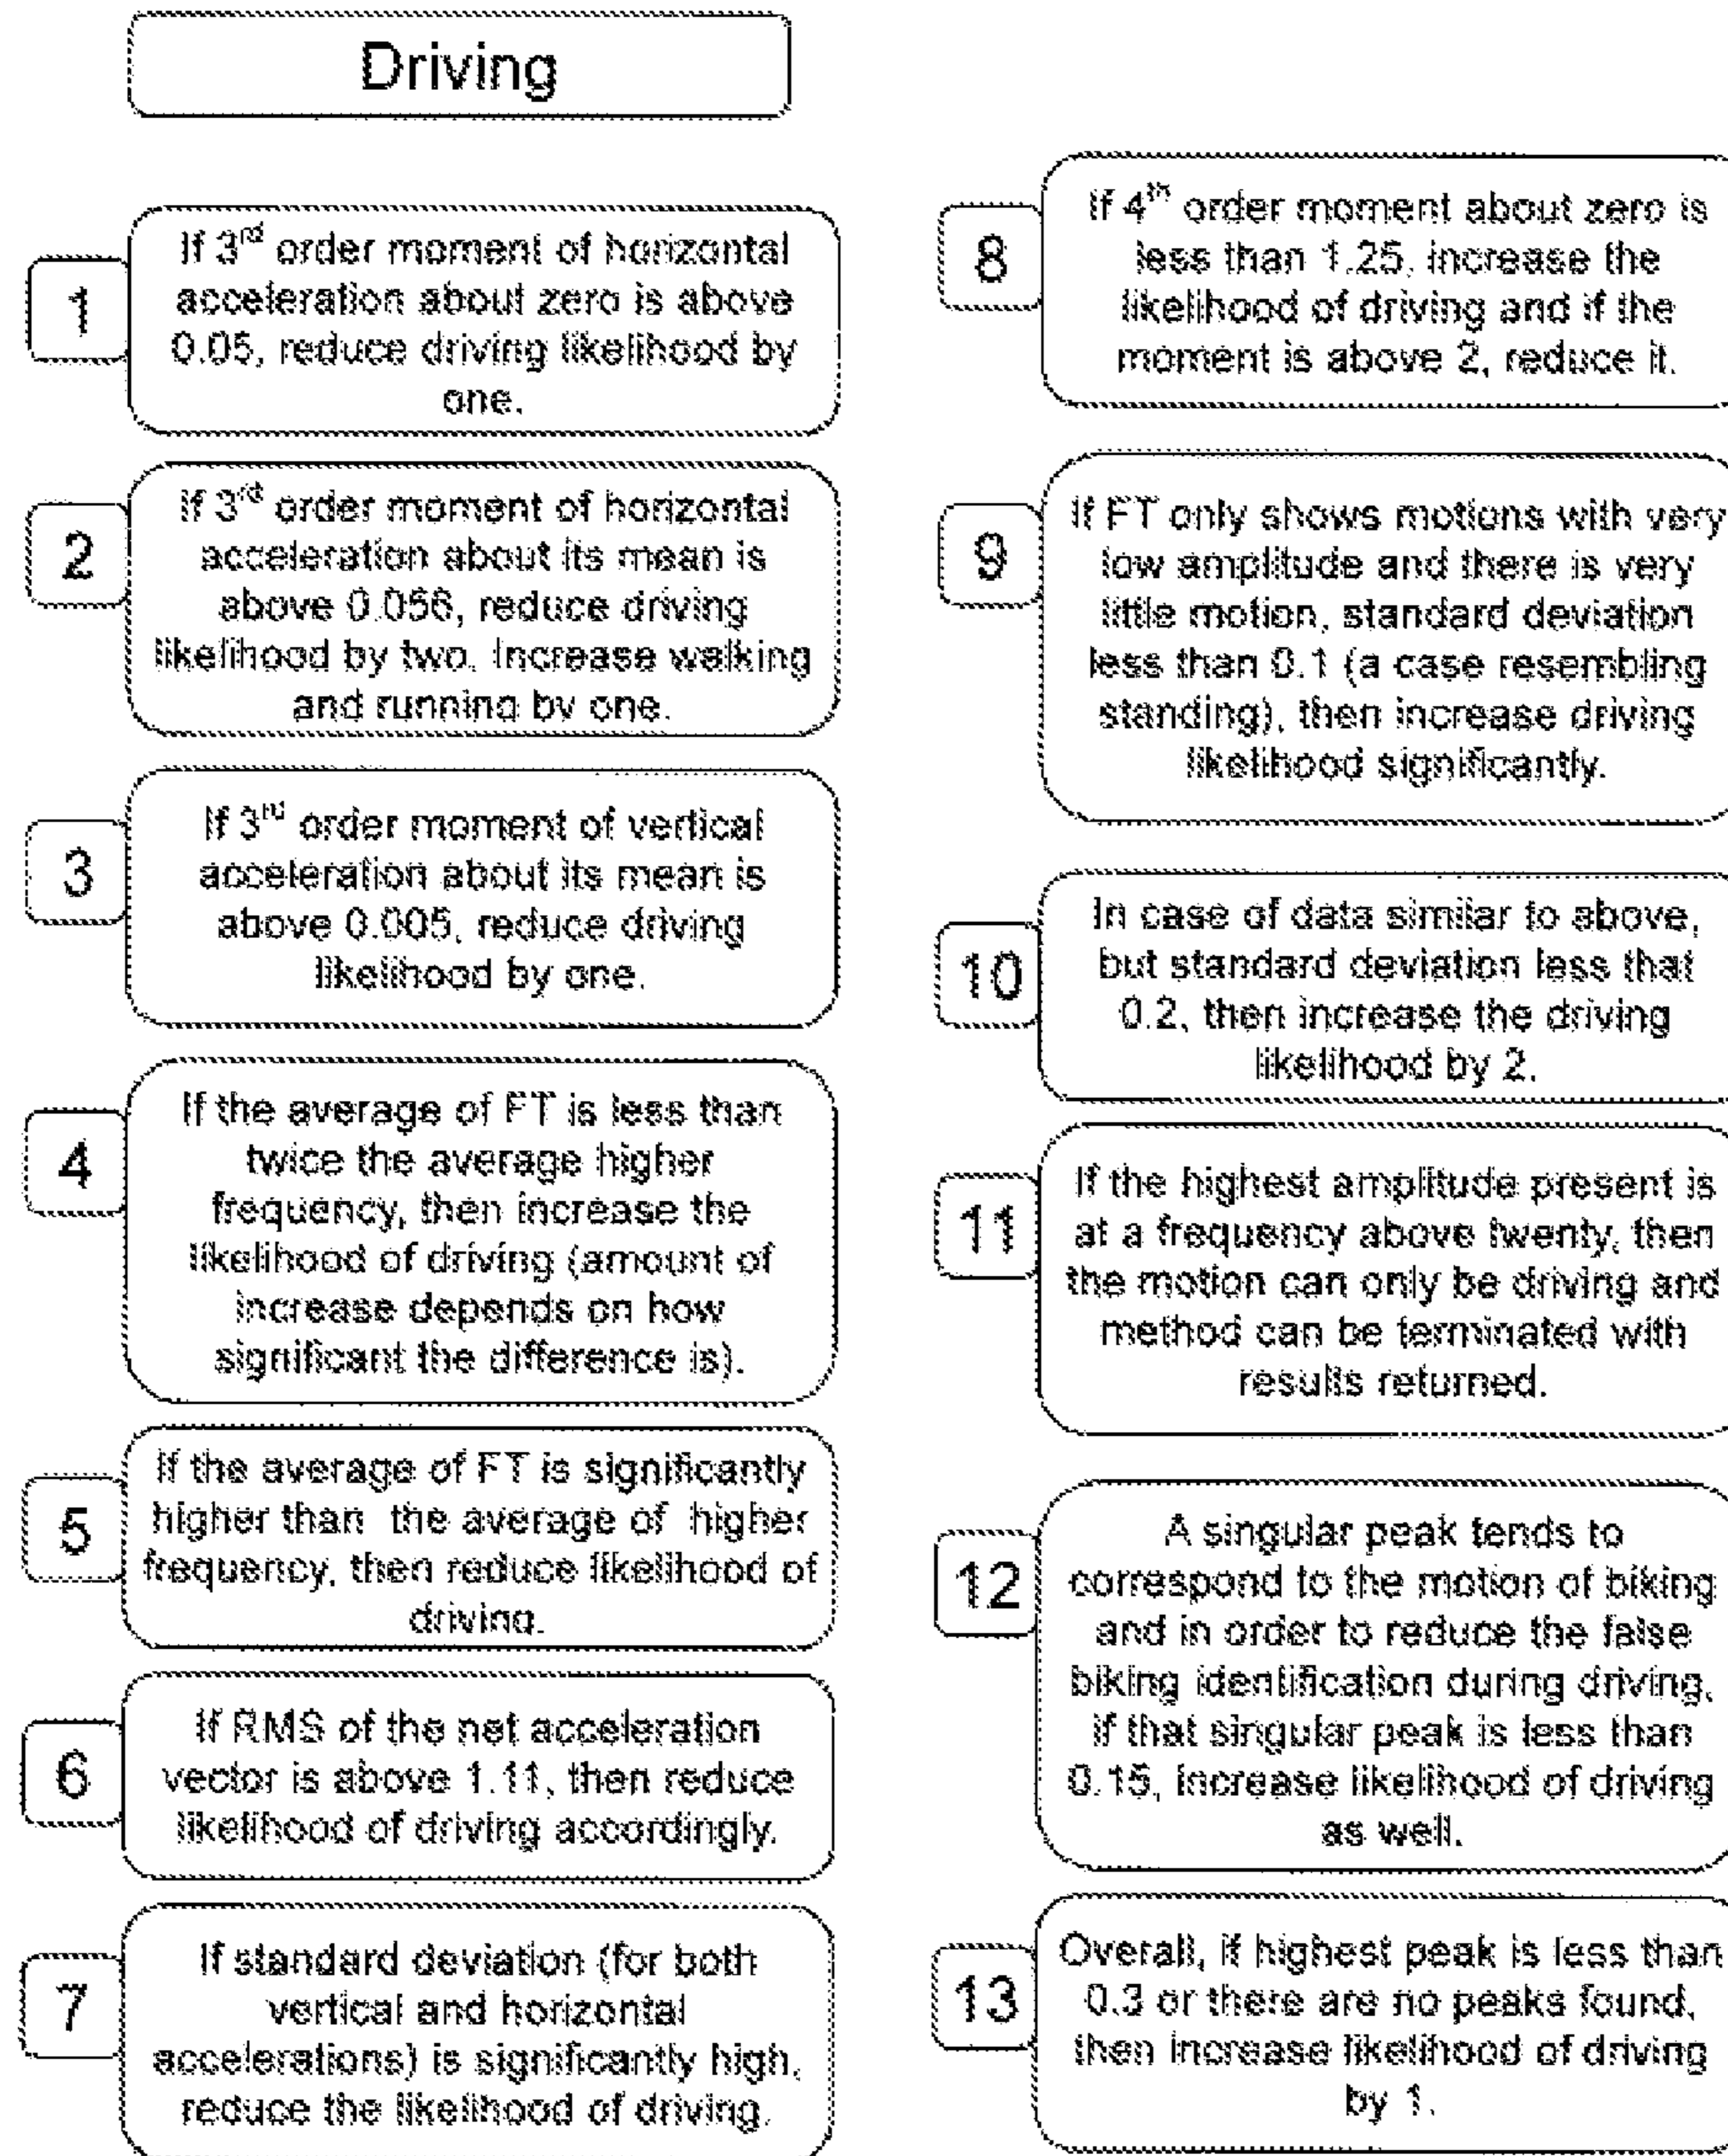 Driving
1
If 3rd order moment of horizontal
acceleration about zero is above
0.05, reduce driving likelihood by
one.
2
If 3rd order moment of horizontal
acceleration about its mean is
above 0.056, reduce driving
likelihood by two. Increase walking
and running by one.
3
If 3rd order moment of vertical
acceleration about its mean is
above 0.005, reduce driving
likelihood by one.
4
If the average of FT is less than
twice the average higher
frequency, then increase the
likelihood of driving (amount of
increase depends on how
significant the difference is).
5
If the average of FT is significantly
higher than the average of higher
frequency, then reduce likelihood of
driving.
6
If RMS of the net acceleration
vector is above 1.11, then reduce
likelihood of driving accordingly.
7
If standard deviation (for both
vertical and horizontal
accelerations) is significantly high,
reduce the likelihood of driving.
8
If 4th order moment about zero is
less than 1.25, increase the
likelihood of driving and if the
moment is above 2, reduce it.
9
If FT only shows motions with very
low amplitude and there is very
little motion, standard deviation
less than 0.1 (a case resembling
standing), then increase driving
likelihood significantly.
10
In case of data similar to above,
but standard deviation less that
0.2, then increase the driving
likelihood by 2.
11
If the highest amplitude present is
at a frequency above twenty, then
the motion can only be driving and
method can be terminated with
results returned.
12
A singular peak tends to
correspond to the motion of biking
and in order to reduce the false
biking identification during driving,
if that singular peak is less than
0.15, increase likelihood of driving
as well.
13
Overall, if highest peak is less than
0.3 or there are no peaks found,
then increase likelihood of driving
by 1.